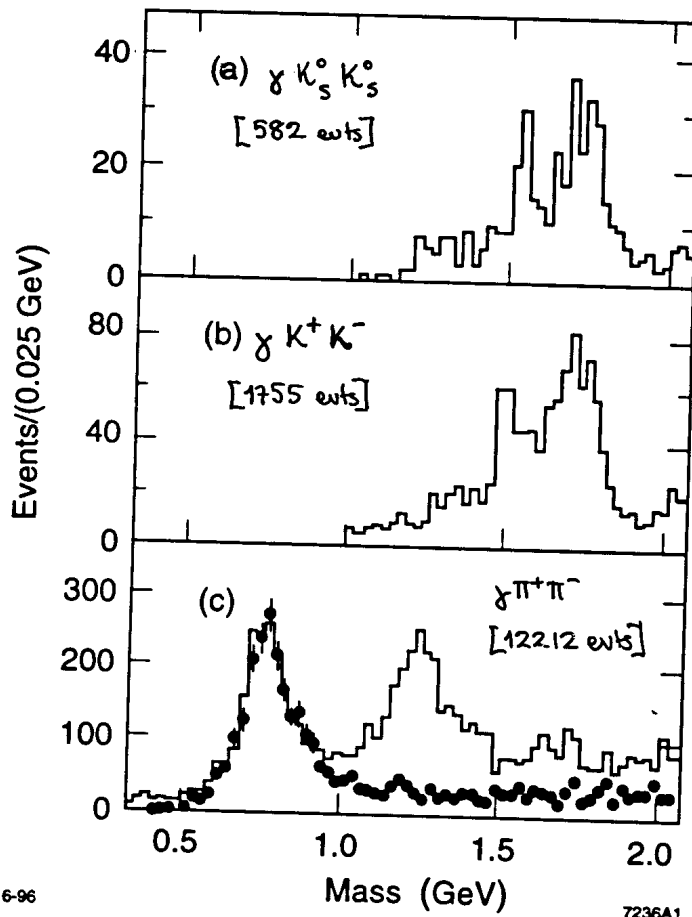 40
(a) γ K°s K°s
[582 evts]
20
0
Events/(0.025 GeV)
80
(b) γ K⁺ K⁻
[1755 evts]
40
0
300
(c)
γ π⁺ π⁻
[12212 evts]
200
100
0
0.5 1.0 1.5 2.0
6-96
Mass (GeV)
7236A1